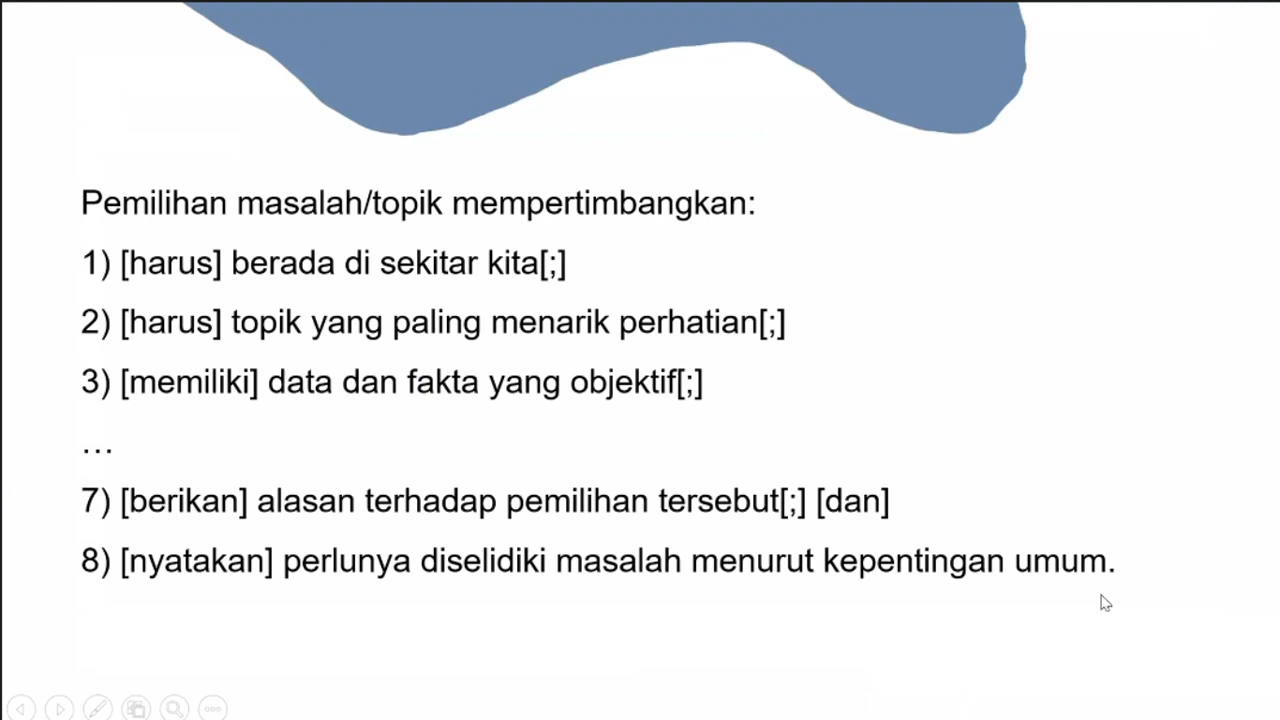 Pemilihan masalah/topik mempertimbangkan:
1) [harus] berada di sekitar kita[;]
2) [harus] topik yang paling menarik perhatian[;]
3) [memiliki] data dan fakta yang objektif[;]
…
7) [berikan] alasan terhadap pemilihan tersebut[;] [dan]
8) [nyatakan] perlunya diselidiki masalah menurut kepentingan umum.